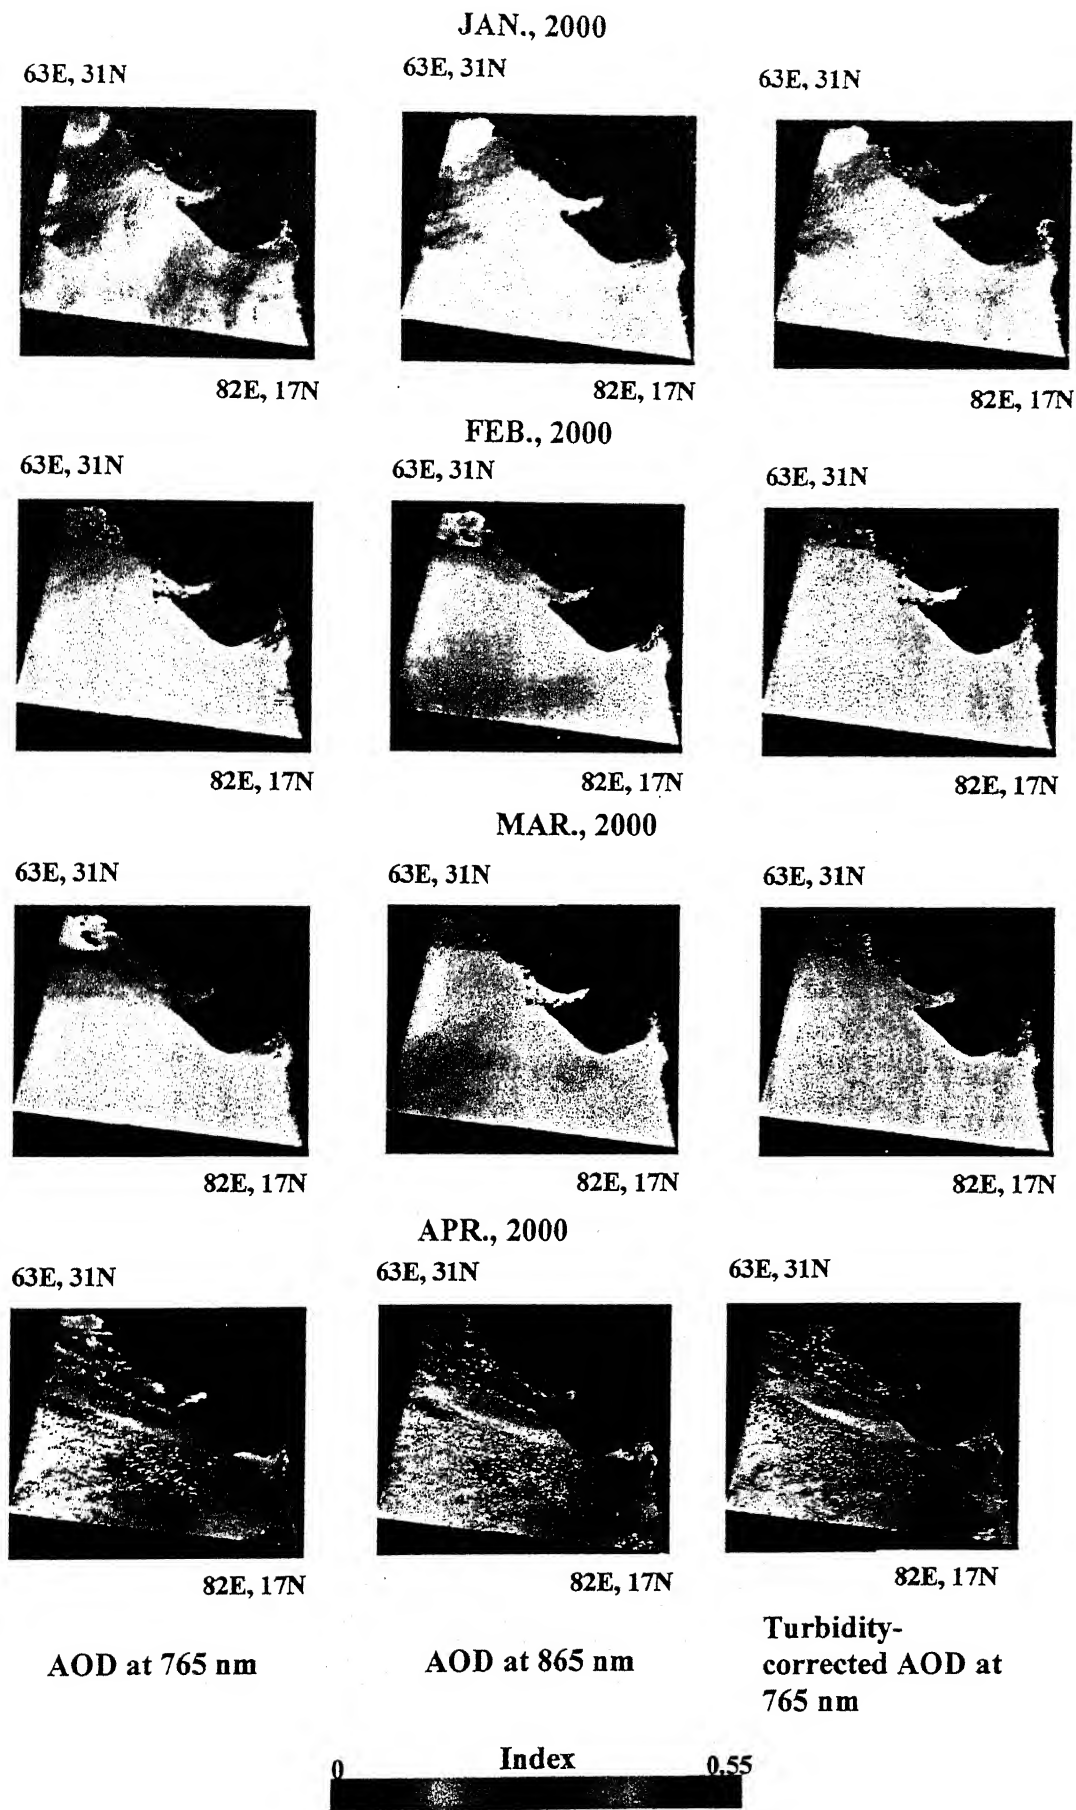 JAN., 2000
63E, 31N
63E, 31N
63E, 31N
82E, 17N
82E, 17N
82E, 17N
FEB., 2000
63E, 31N
63E, 31N
63E, 31N
82E, 17N
82E, 17N
82E, 17N
MAR., 2000
63E, 31N
63E, 31N
63E, 31N
82E, 17N
82E, 17N
82E, 17N
APR., 2000
63E, 31N
63E, 31N
63E, 31N
82E, 17N
82E, 17N
82E, 17N
AOD at 765 nm
AOD at 865 nm
Turbidity-
corrected AOD at
765 nm
0 Index 0.55